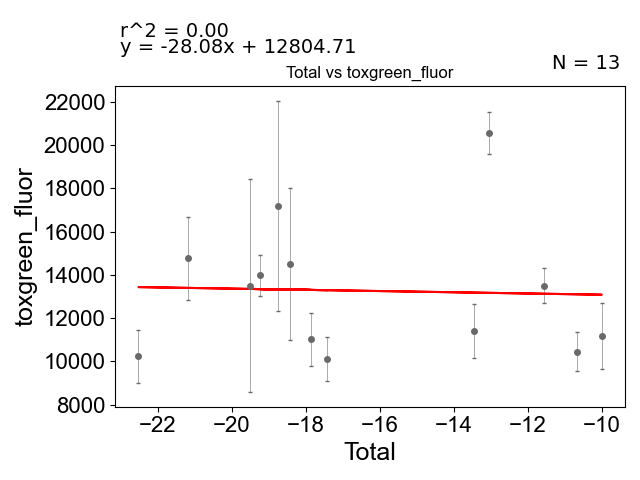 r^2 = 0.00
y = -28.08x + 12804.71
N = 13
Total vs toxgreen_fluor
22000
20000
18000
16000
14000
12000
10000
8000
toxgreen_fluor
−22 −20 −18 −16 −14 −12 −10
Total